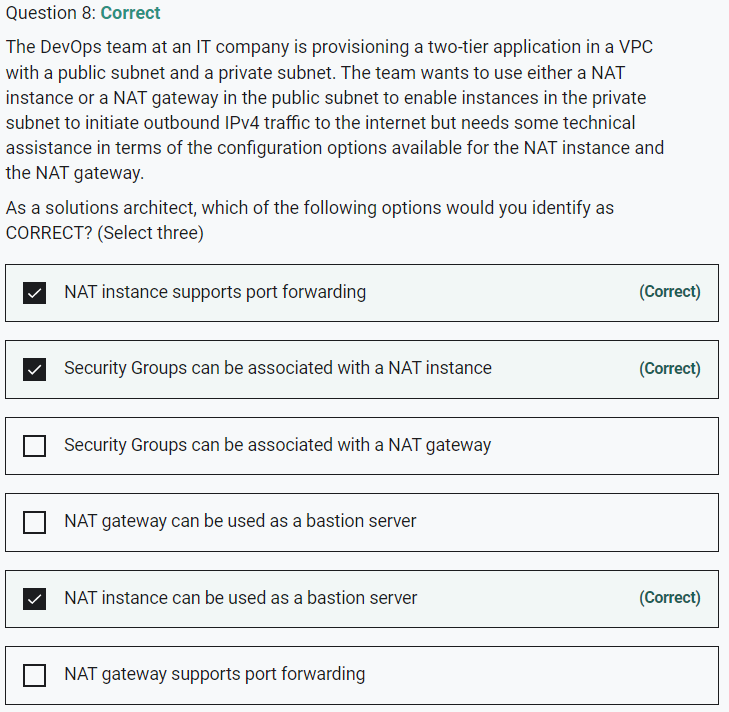 Question 8: Correct
The DevOps team at an IT company is provisioning a two-tier application in a VPC
with a public subnet and a private subnet. The team wants to use either a NAT
instance or a NAT gateway in the public subnet to enable instances in the private
subnet to initiate outbound IPv4 traffic to the internet but needs some technical
assistance in terms of the configuration options available for the NAT instance and
the NAT gateway.
As a solutions architect, which of the following options would you identify as
CORRECT? (Select three)
NAT instance supports port forwarding (Correct)
Security Groups can be associated with a NAT instance (Correct)
Security Groups can be associated with a NAT gateway
NAT gateway can be used as a bastion server
NAT instance can be used as a bastion server (Correct)
NAT gateway supports port forwarding